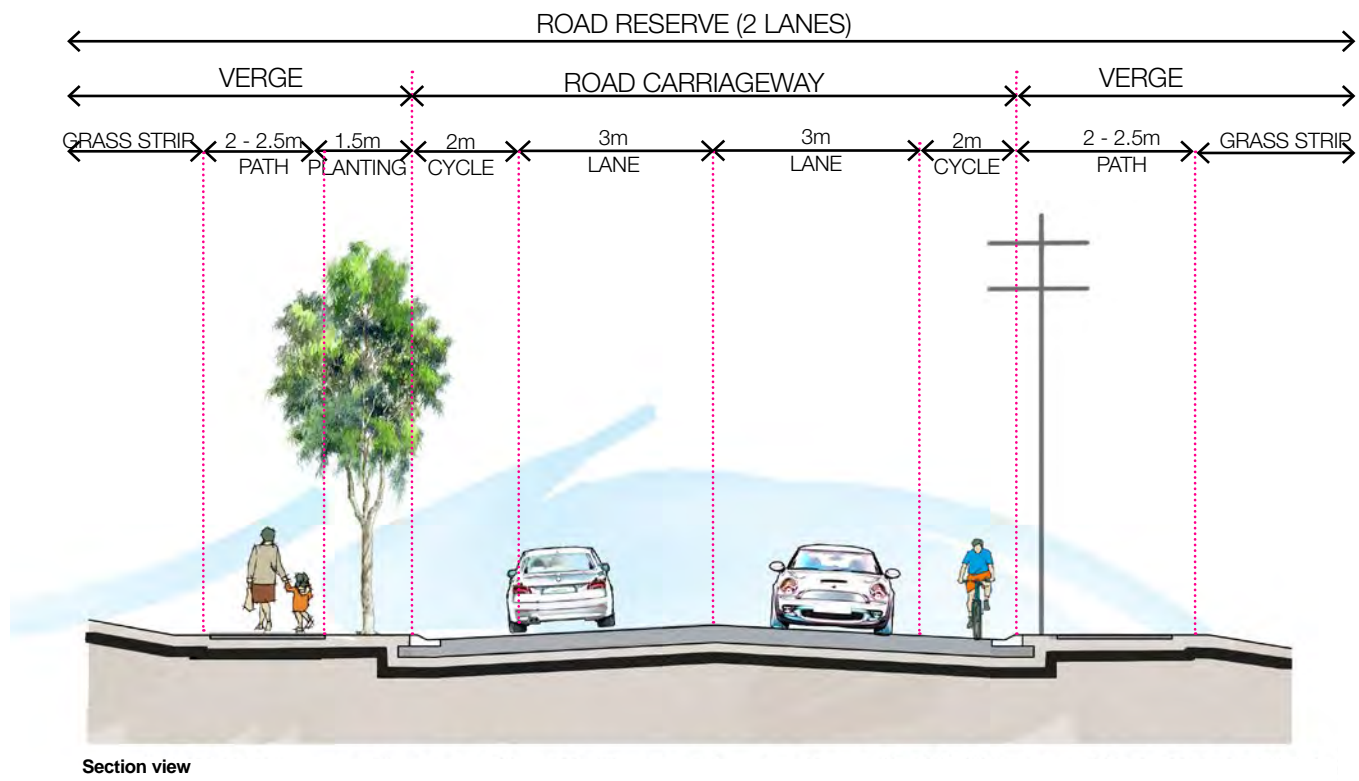 ROAD RESERVE (2 LANES)
VERGE ROAD CARRIAGEWAY VERGE
GRASS STRIP 2 - 2.5m 1.5m 2m 3m 3m 2m 2 - 2.5m GRASS STRIP
PATH PLANTING CYCLE LANE LANE CYCLE PATH
Section view